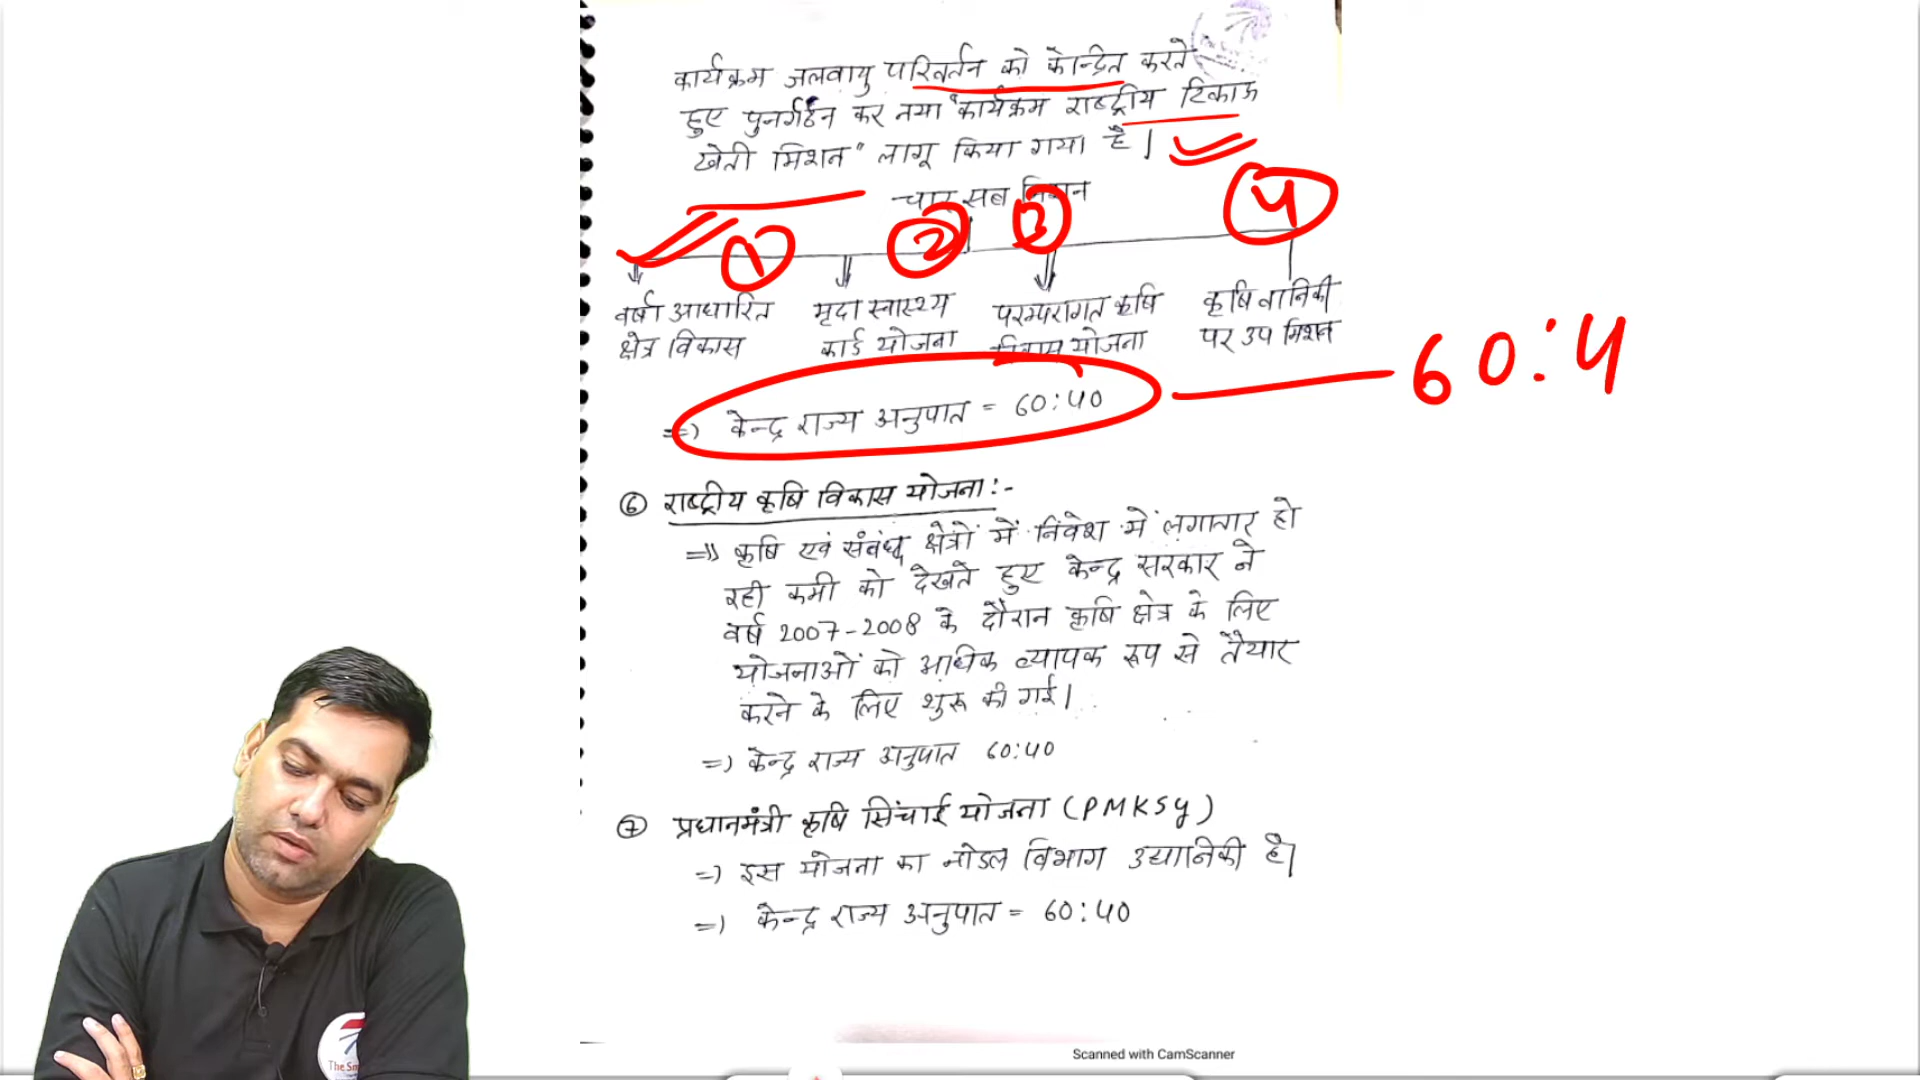 कार्यक्रम जलवायु परिवर्तन को केन्द्रित करते
हुए पुनर्गठन कर नया "कार्यक्रम राष्ट्रीय टिकाऊ
खेती मिशन" लागू किया गया है।
चार सब मिशन
1 2 3 4
वर्षा आधारित मृदा स्वास्थ्य परम्परागत कृषि कृषि वानिकी
क्षेत्र विकास कार्ड योजना विकास योजना पर उप मिशन
=> केन्द्र राज्य अनुपात = 60:40
60:4
⑥ राष्ट्रीय कृषि विकास योजना:-
=> कृषि एवं संबंध क्षेत्रों में निवेश में लगातार हो
रही कमी को देखते हुए केन्द्र सरकार ने
वर्ष 2007-2008 के दौरान कृषि क्षेत्र के लिए
योजनाओं को अधिक व्यापक रूप से तैयार
करने के लिए शुरू की गई।
=> केन्द्र राज्य अनुपात 60:40
⑦ प्रधानमंत्री कृषि सिंचाई योजना (PMKSY)
=> इस योजना का नोडल विभाग उद्यानिकी है।
=> केन्द्र राज्य अनुपात = 60:40
Scanned with CamScanner